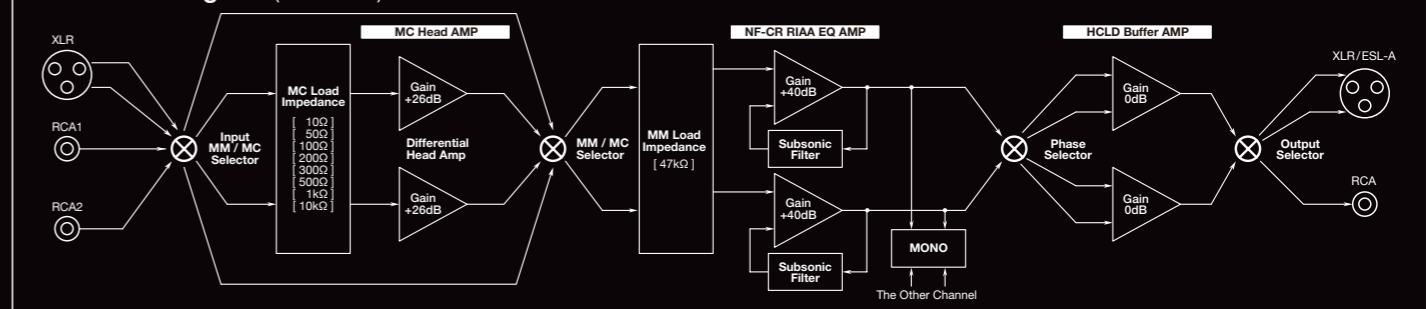 XLR
RCA1
RCA2
Input
MM / MC
Selector
MC Load
Impedance
[ 10Ω ]
[ 50Ω ]
[ 100Ω ]
[ 200Ω ]
[ 300Ω ]
[ 500Ω ]
[ 1kΩ ]
[ 10kΩ ]
MC Head AMP
Gain
+26dB
Differential
Head Amp
Gain
+26dB
MM / MC
Selector
MM Load
Impedance
[ 47kΩ ]
NF-CR RIAA EQ AMP
Gain
+40dB
Subsonic
Filter
Gain
+40dB
Subsonic
Filter
MONO
The Other Channel
Phase
Selector
HCLD Buffer AMP
Gain
0dB
Gain
0dB
Output
Selector
XLR/ESL-A
RCA